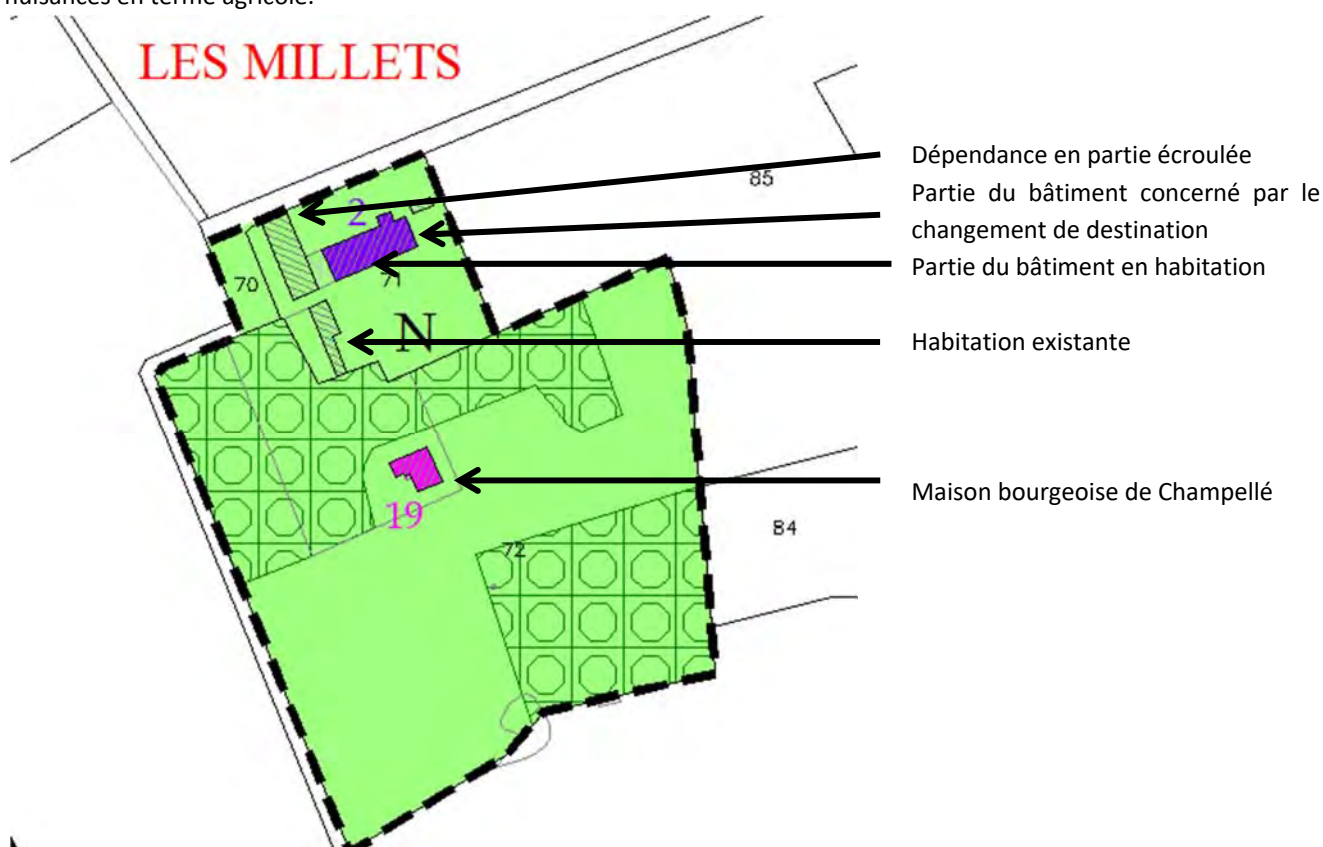 nuisances en terme agricole.
LES MILLETS
Dépendance en partie écroulée
85
Partie du bâtiment concerné par le
changement de destination
2
Partie du bâtiment en habitation
70
71
N
Habitation existante
Maison bourgeoise de Champellé
19
72
84